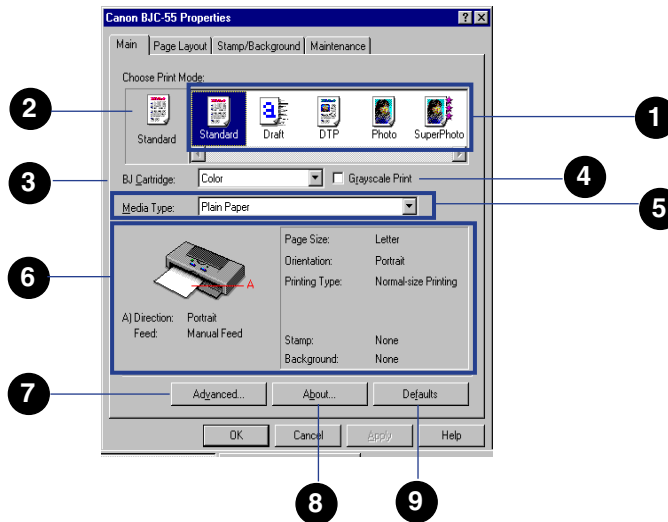 Canon BJC-55 Properties
Main Page Layout Stamp/Background Maintenance
Choose Print Mode:
Standard
Standard Draft DTP Photo SuperPhoto
BJ Cartridge: Color Grayscale Print
Media Type: Plain Paper
A
A) Direction: Portrait
Feed: Manual Feed
Page Size: Letter
Orientation: Portrait
Printing Type: Normal-size Printing
Stamp: None
Background: None
Advanced... About... Defaults
OK Cancel Apply Help
1
2
3
4
5
6
7
8
9